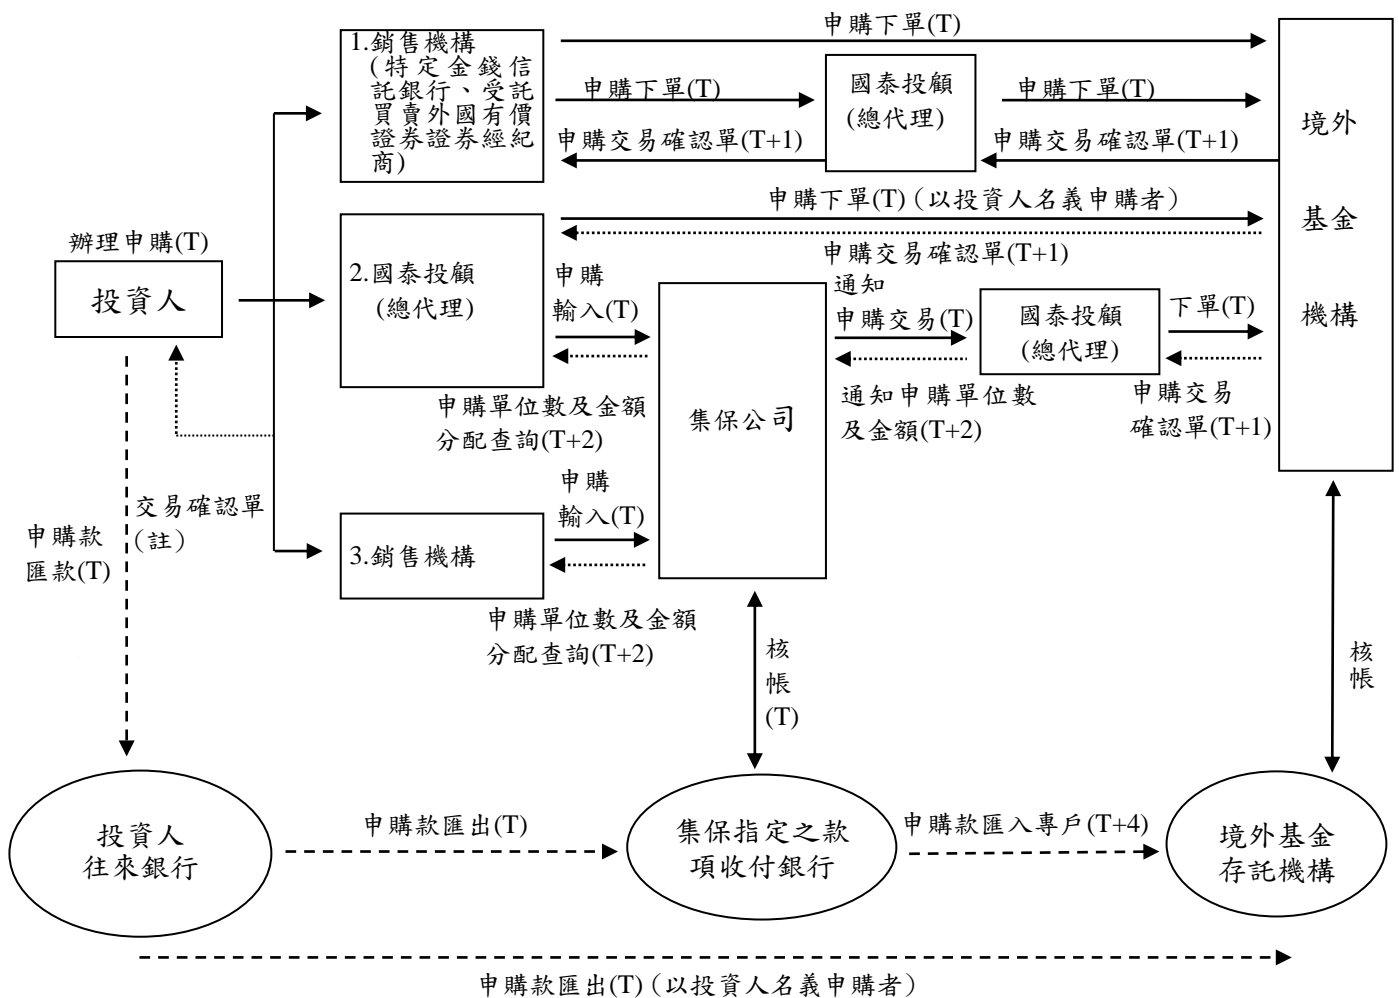 申購下單(T)
1.銷售機構
(特定金錢信
託銀行、受託
買賣外國有價
證券證券經紀
商)
申購下單(T)
申購交易確認單(T+1)
國泰投顧
(總代理)
申購下單(T)
申購交易確認單(T+1)
境外
基金
機構
申購下單(T)(以投資人名義申購者)
申購交易確認單(T+1)
辦理申購(T)
投資人
2.國泰投顧
(總代理)
申購
輸入(T)
通知
申購交易(T)
國泰投顧
(總代理)
下單(T)
申購單位數及金額
分配查詢(T+2)
集保公司
通知申購單位數
及金額(T+2)
申購交易
確認單(T+1)
申購
輸入(T)
交易確認單
(註)
申購款
匯款(T)
3.銷售機構
申購單位數及金額
分配查詢(T+2)
核
帳
(T)
核
帳
投資人
往來銀行
申購款匯出(T)
集保指定之款
項收付銀行
申購款匯入專戶(T+4)
境外基金
存託機構
申購款匯出(T)(以投資人名義申購者)